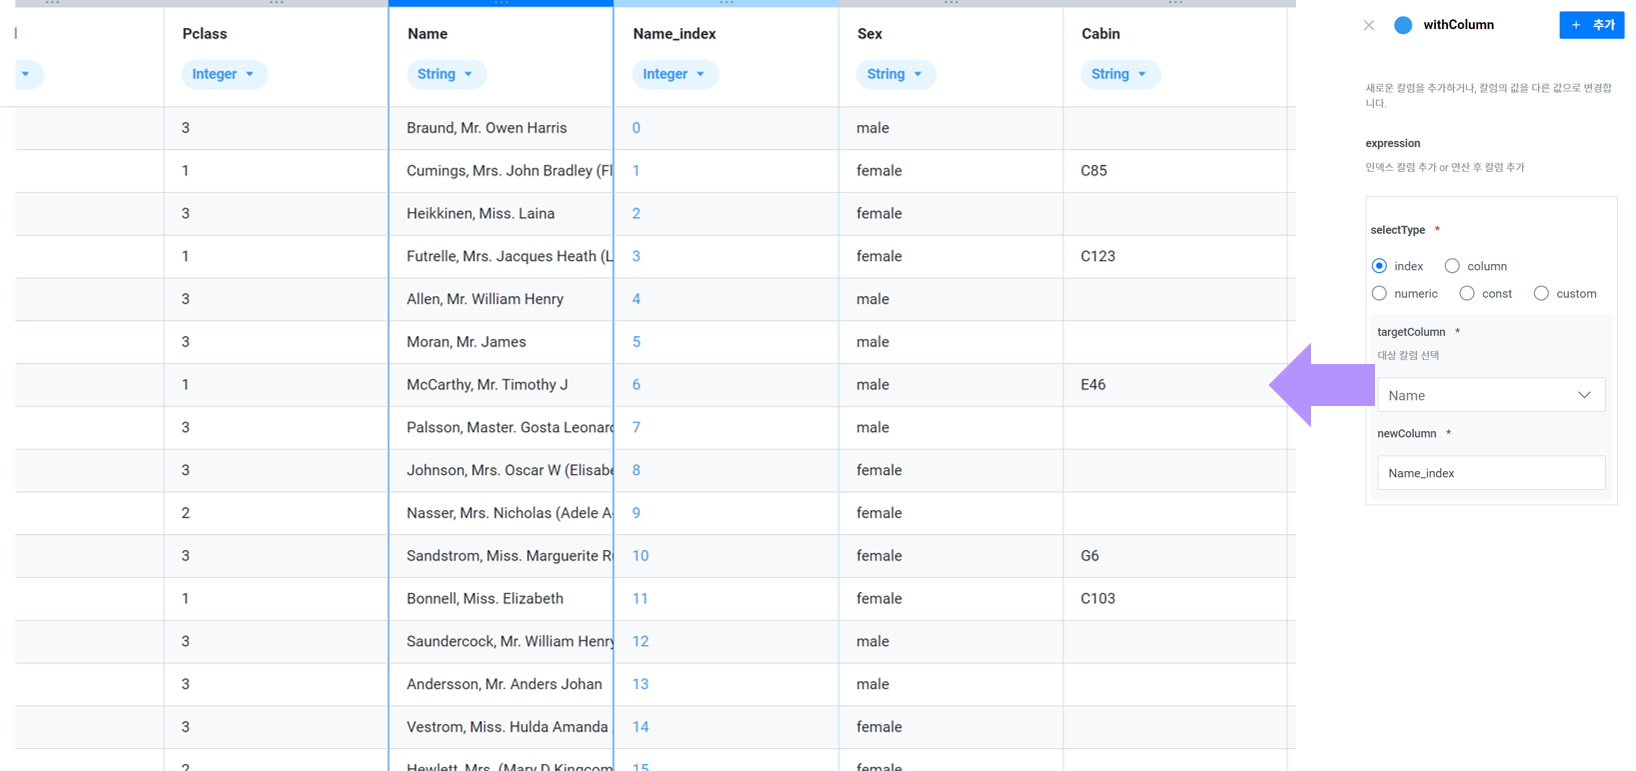 Pclass Name Name_index Sex Cabin
Integer String Integer String String
3 Braund, Mr. Owen Harris 0 male
1 Cumings, Mrs. John Bradley (Fl 1 female C85
3 Heikkinen, Miss. Laina 2 female
1 Futrelle, Mrs. Jacques Heath (L 3 female C123
3 Allen, Mr. William Henry 4 male
3 Moran, Mr. James 5 male
1 McCarthy, Mr. Timothy J 6 male E46
3 Palsson, Master. Gosta Leonard 7 male
3 Johnson, Mrs. Oscar W (Elisabe 8 female
2 Nasser, Mrs. Nicholas (Adele A 9 female
3 Sandstrom, Miss. Marguerite R 10 female G6
1 Bonnell, Miss. Elizabeth 11 female C103
3 Saundercock, Mr. William Henry 12 male
3 Andersson, Mr. Anders Johan 13 male
3 Vestrom, Miss. Hulda Amanda 14 female
2 Hewlett, Mrs. (Mary D Kingcom 15 female
withColumn
+ 추가
새로운 칼럼을 추가하거나, 칼럼의 값을 다른 값으로 변경합
니다.
expression
인덱스 칼럼 추가 or 연산 후 칼럼 추가
selectType *
index column
numeric const custom
targetColumn *
대상 칼럼 선택
Name
newColumn *
Name_index